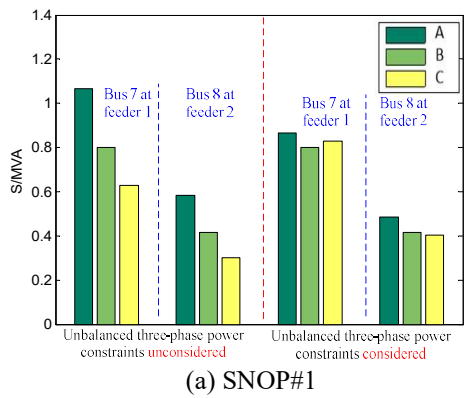 1.4
1.2
1
0.8
0.6
0.4
0.2
0
S/MVA
A
B
C
Bus 7 at
feeder 1
Bus 8 at
feeder 2
Bus 7 at
feeder 1
Bus 8 at
feeder 2
Unbalanced three-phase power
constraints unconsidered
Unbalanced three-phase power
constraints considered
(a) SNOP#1